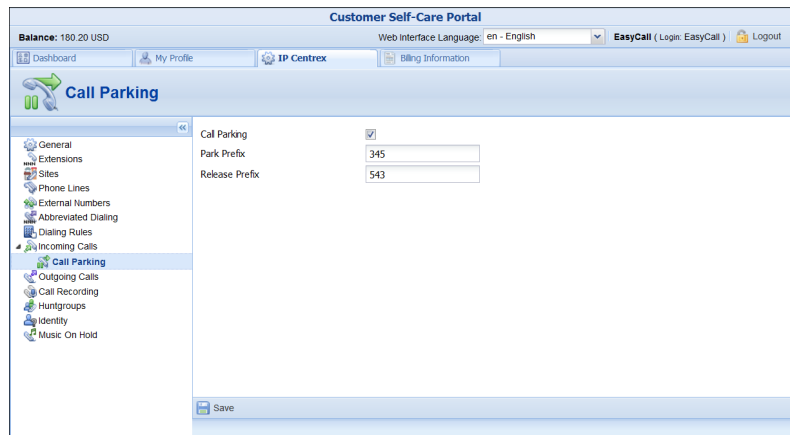 Customer Self-Care Portal
Balance: 180.20 USD Web Interface Language: en - English EasyCall ( Login: EasyCall ) Logout
Dashboard My Profile IP Centrex Billing Information
Call Parking
General
Extensions
Sites
Phone Lines
External Numbers
Abbreviated Dialing
Dialing Rules
Incoming Calls
Call Parking
Outgoing Calls
Call Recording
Huntgroups
Identity
Music On Hold
Call Parking
Park Prefix 345
Release Prefix 543
Save